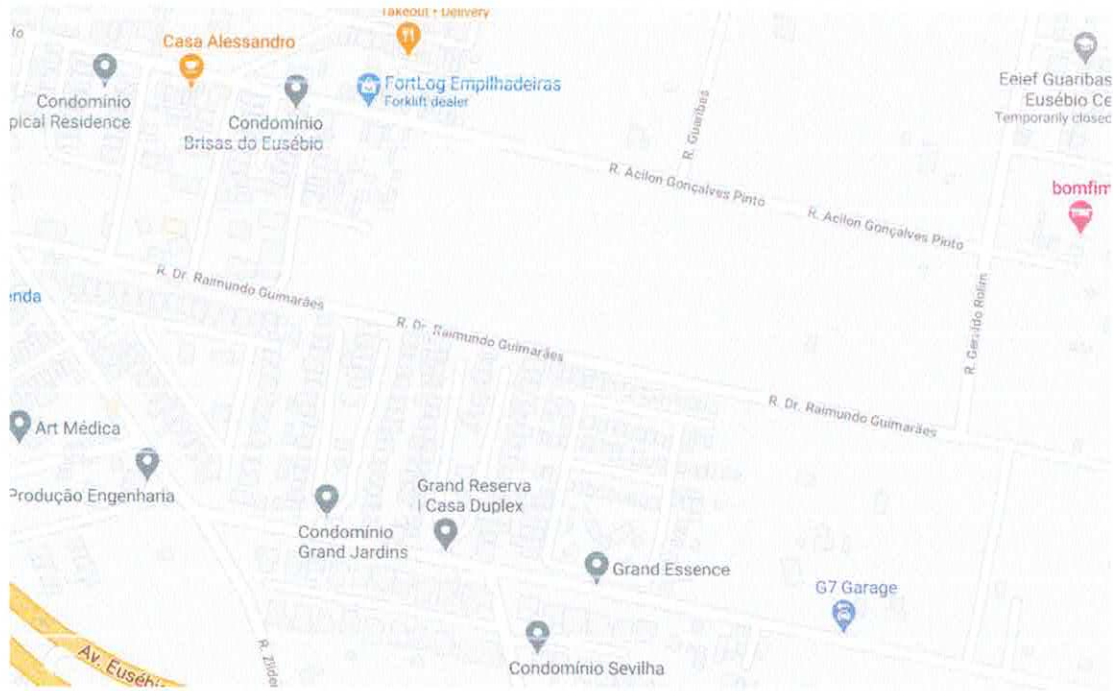 Takeout • Delivery
to
Casa Alessandro
Condomínio
pical Residence
Condomínio
Brisas do Eusébio
FortLog Empilhadeiras
Forklift dealer
Eeief Guaribas
Eusébio Ce
Temporarily closed
R. Guaribas
bomfim
R. Acilon Gonçalves Pinto
R. Acilon Gonçalves Pinto
R. Dr. Raimundo Guimarães
enda
R. Dr. Raimundo Guimarães
R. Geraldo Rolim
R. Dr. Raimundo Guimarães
Art Médica
Produção Engenharia
Grand Reserva
I Casa Duplex
Condomínio
Grand Jardins
Grand Essence
G7 Garage
Condomínio Sevilha
Av. Eusébi
R. Zilder